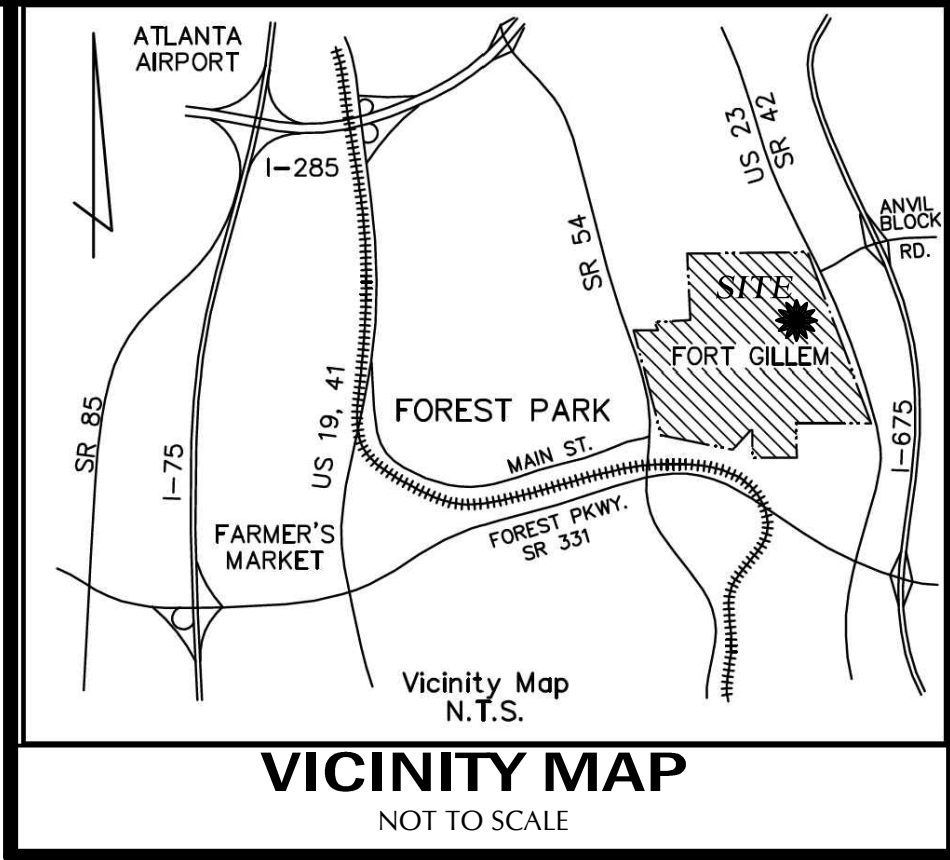 ATLANTA
AIRPORT
I-285
US 23
SR 42
ANVIL
BLOCK
RD.
SR 54
SITE
FORT GILLEM
SR 85
I-75
US 19, 41
FOREST PARK
MAIN ST.
FOREST PKWY.
SR 331
I-675
FARMER'S
MARKET
Vicinity Map
N.T.S.
VICINITY MAP
NOT TO SCALE